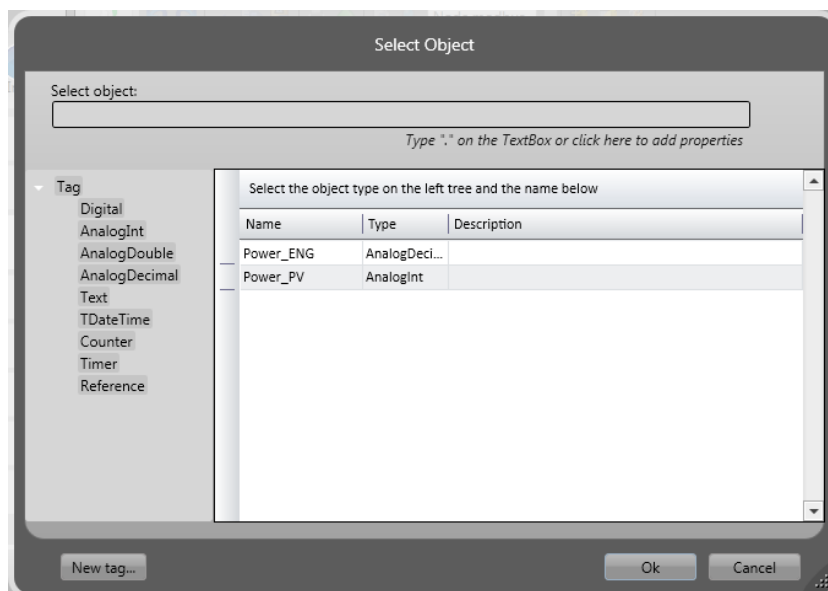 Select Object
Select object:
Type "." on the TextBox or click here to add properties
Tag
Digital
AnalogInt
AnalogDouble
AnalogDecimal
Text
TDateTime
Counter
Timer
Reference
Select the object type on the left tree and the name below
Name Type Description
Power_ENG AnalogDeci...
Power_PV AnalogInt
New tag... Ok Cancel